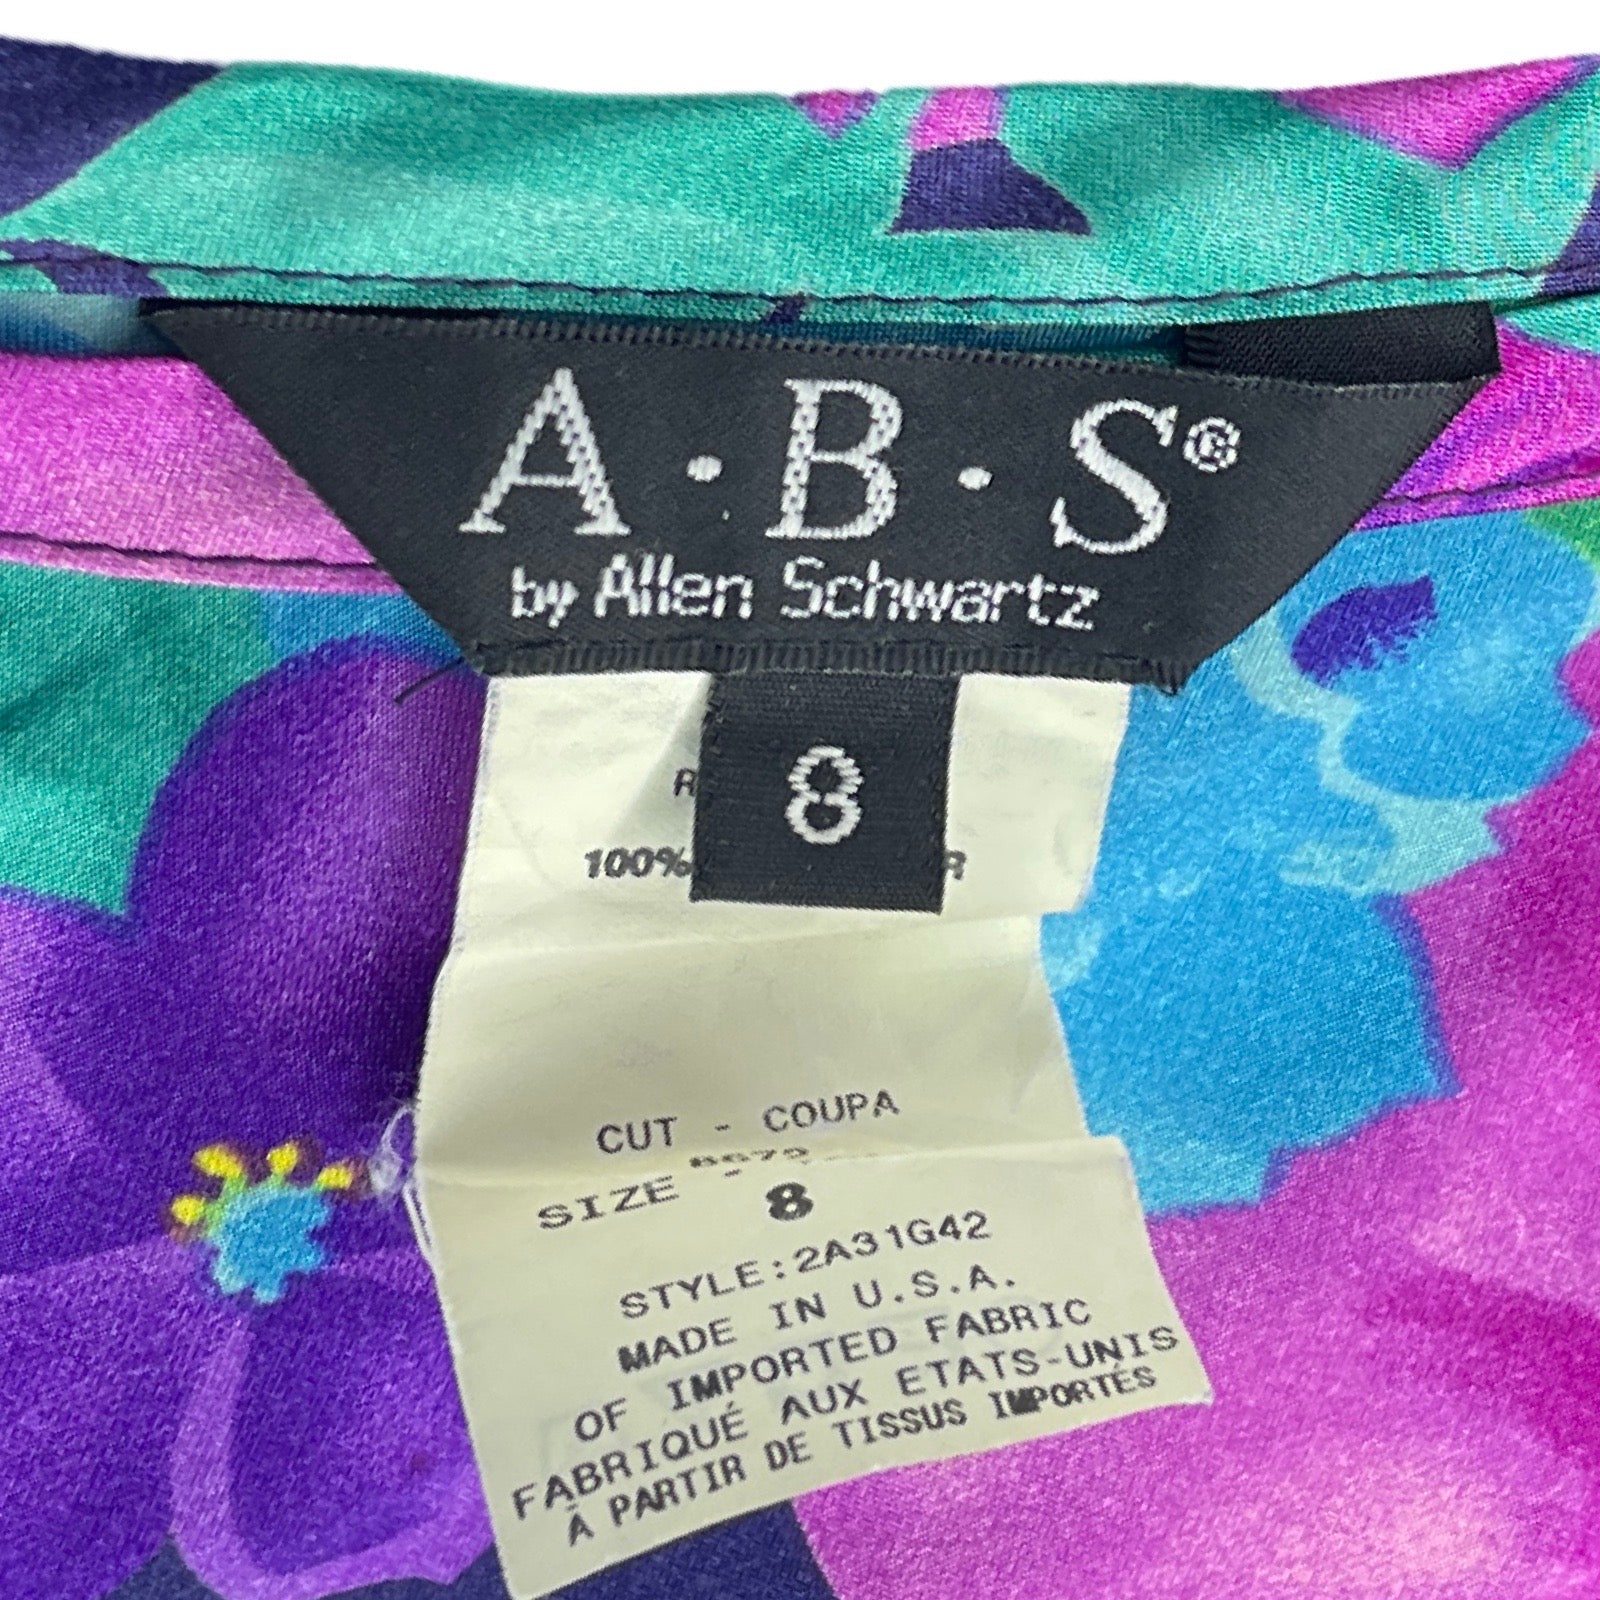 A·B·S®
by Allen Schwartz
8
100%
CUT - COUPA
SIZE
8
STYLE:2A31G42
MADE IN U.S.A.
OF IMPORTED FABRIC
FABRIQUÉ AUX ETATS-UNIS
À PARTIR DE TISSUS IMPORTÉS